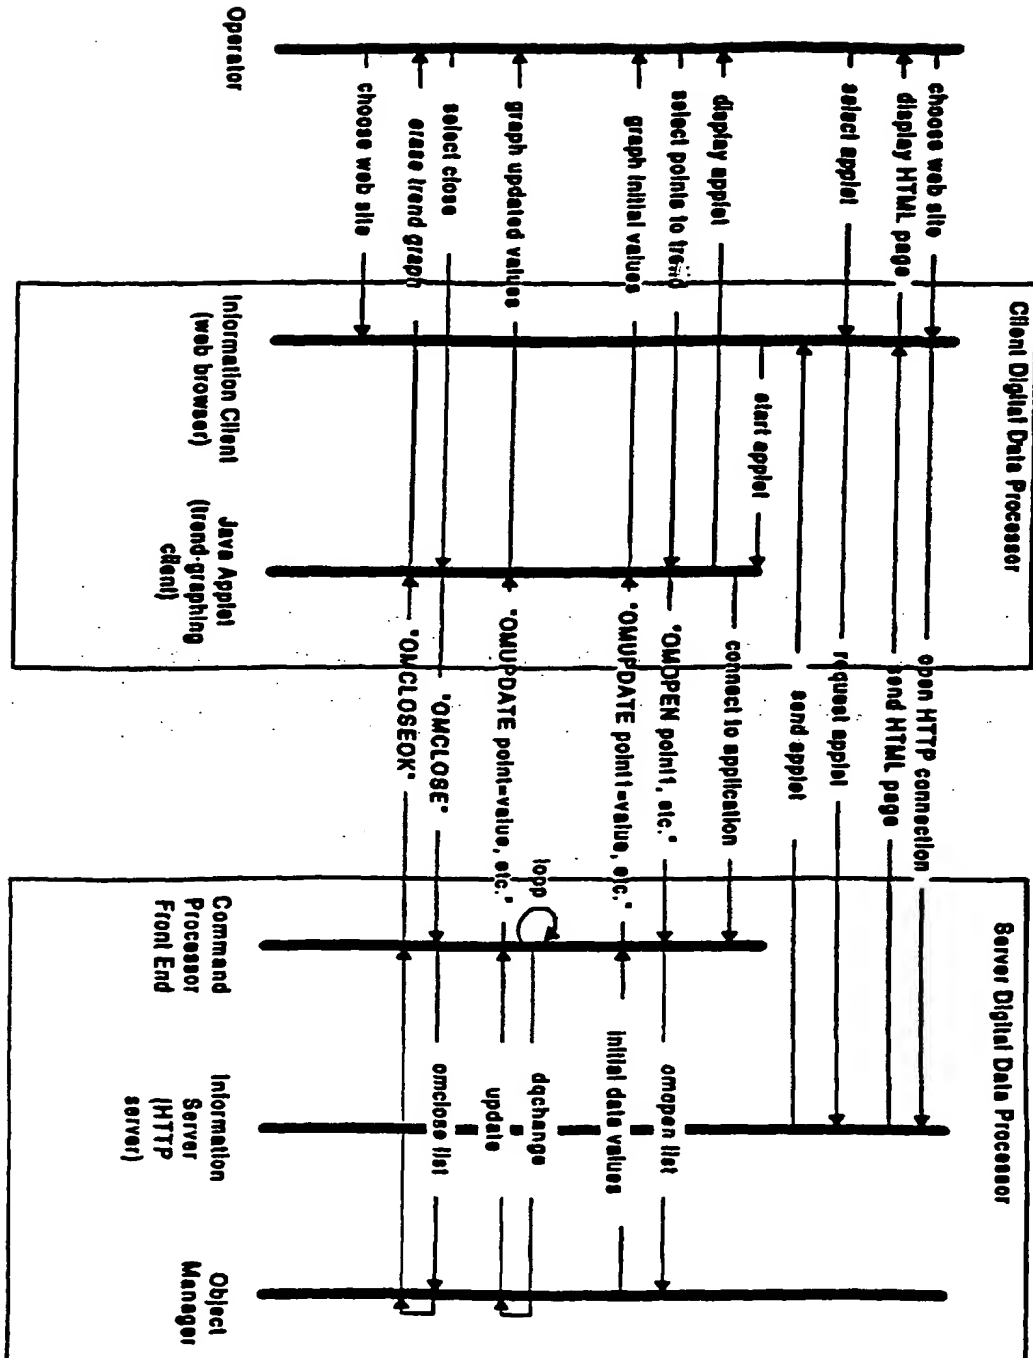 Client Digital Data Processor
Server Digital Data Processor
choose web site
open HTTP connection
display HTML page
send HTML page
select applet
request applet
send applet
start applet
connect to application
display applet
select points to trend
"OMOPEN point1, etc."
omopen list
graph initial values
"OMUPDATE point1=value, etc."
initial data values
loop
dqchange
graph updated values
"OMUPDATE point=value, etc."
update
select close
"OMCLOSE"
omclose list
erase trend graph
"OMCLOSEOK"
choose web site
Operator
Information Client
(web browser)
Java Applet
(trend-graphing
client)
Command
Processor
Front End
Information
Server
(HTTP
server)
Object
Manager